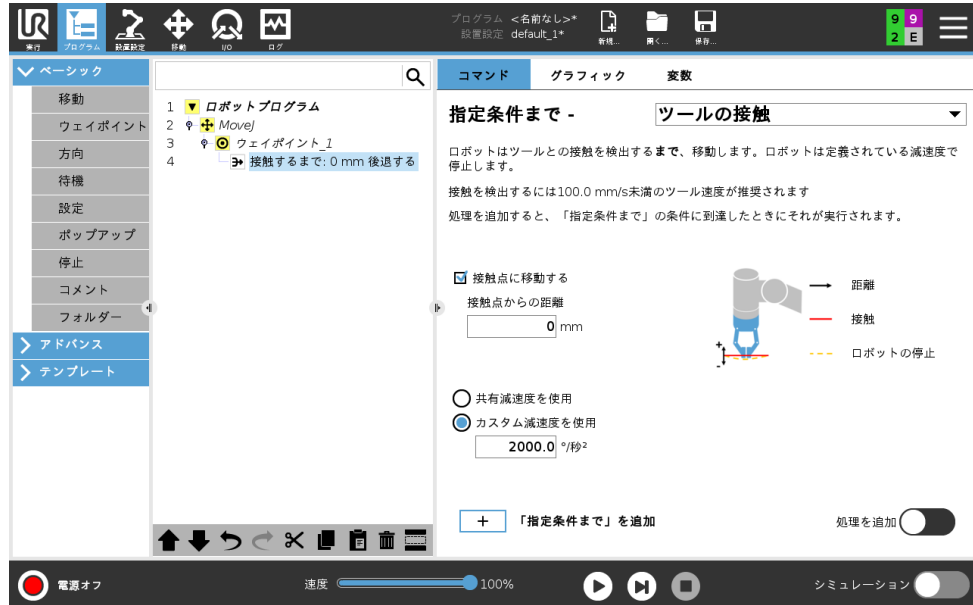 プログラム <名前なし>*
設置設定 default_1*
実行
プログラム
設置設定
移動
I/O
ログ
新規...
開く...
保存...
9 9
2 E
ベーシック
移動
ウェイポイント
方向
待機
設定
ポップアップ
停止
コメント
フォルダー
アドバンス
テンプレート
1 ロボットプログラム
2 MoveJ
3 ウェイポイント_1
4 接触するまで: 0 mm 後退する
コマンド グラフィック 変数
指定条件まで - ツールの接触
ロボットはツールとの接触を検出するまで、移動します。ロボットは定義されている減速度で
停止します。
接触を検出するには100.0 mm/s未満のツール速度が推奨されます
処理を追加すると、「指定条件まで」の条件に到達したときにそれが実行されます。
接触点に移動する
接触点からの距離
0 mm
+
-
距離
接触
ロボットの停止
共有減速度を使用
カスタム減速度を使用
2000.0 °/秒²
+ 「指定条件まで」を追加
処理を追加
電源オフ
速度 100%
シミュレーション